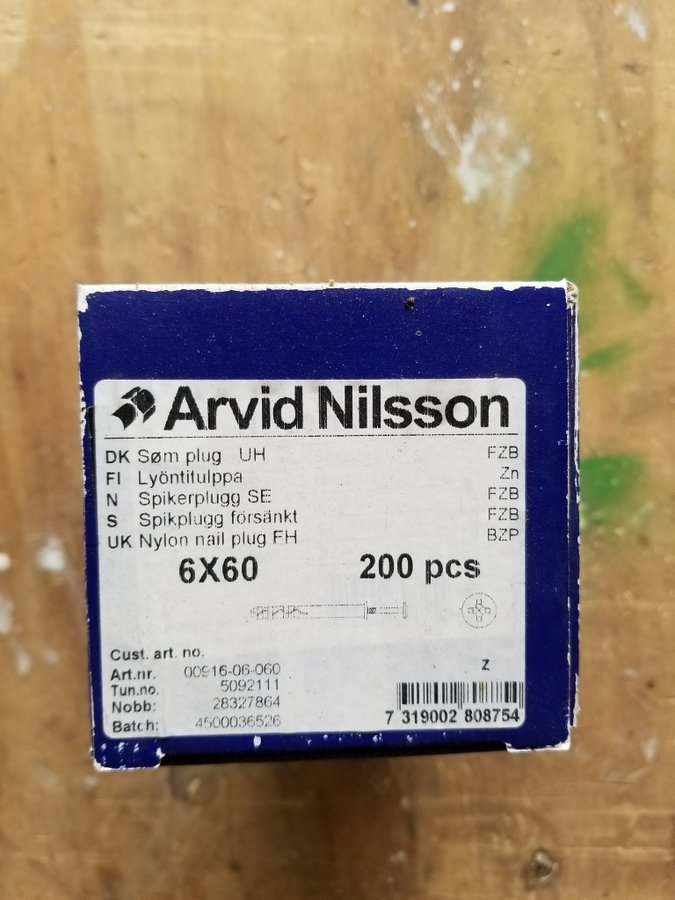 Arvid Nilsson
DK Søm plug UH FZB
FI Lyöntitulppa Zn
N Spikerplugg SE FZB
S Spikplugg försänkt FZB
UK Nylon nail plug FH BZP
6X60 200 pcs
Cust. art. no.
Art.nr. 00916-06-060
Tun.no. 5092111
Nobb: 28327864
Batch: 4500036526
Z
7 319002 808754